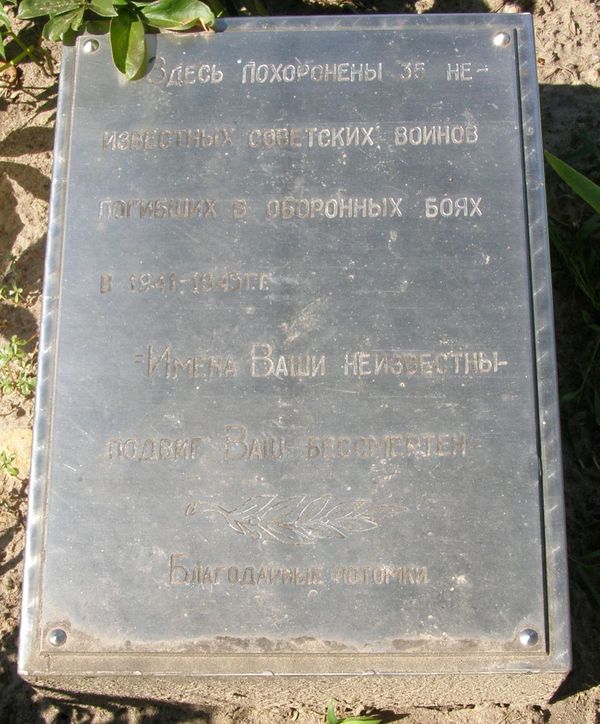 Здесь похоронены 35 не-
известных советских воинов
погибших в оборонных боях
в 1941-1945г.г.
"Имена Ваши неизвестны-
подвиг Ваш бессмертен"
Благодарные потомки